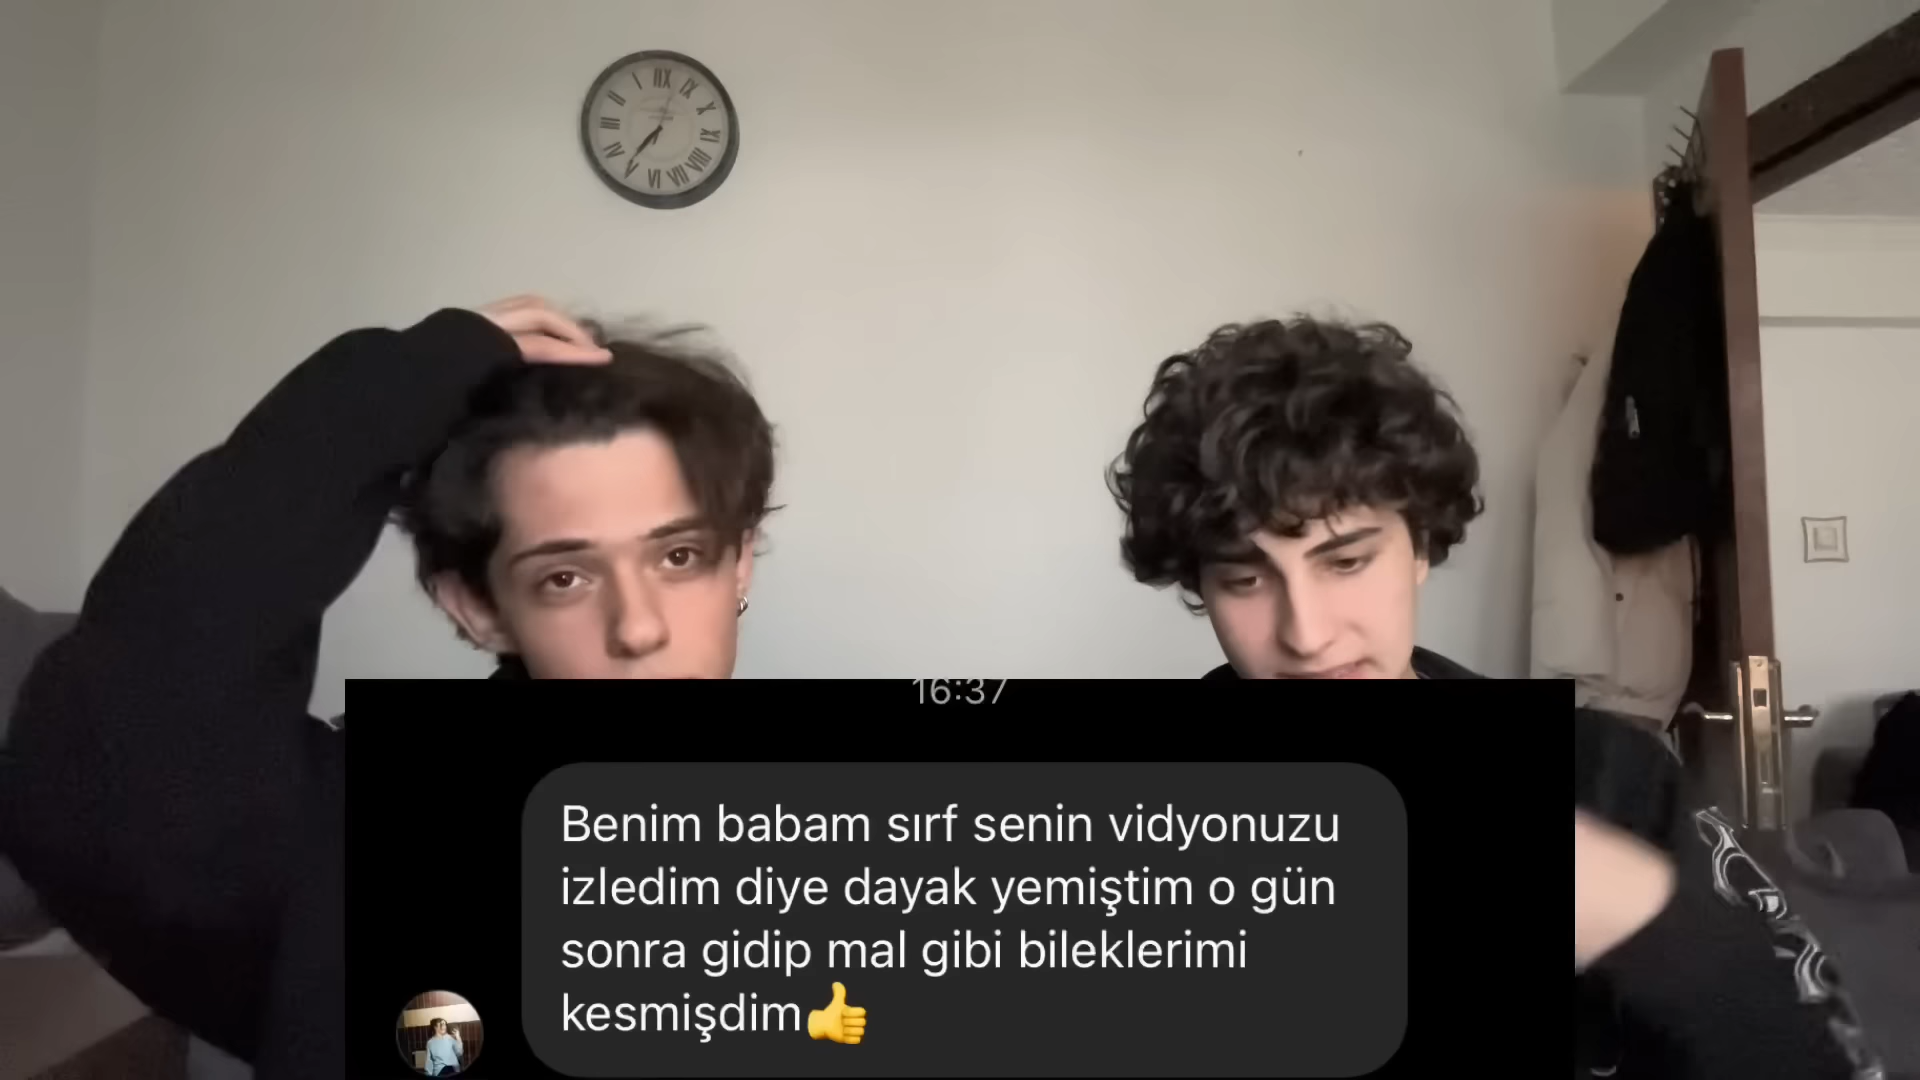 16:37
Benim babam sırf senin vidyonuzu
izledim diye dayak yemiştim o gün
sonra gidip mal gibi bileklerimi
kesmişdim👍